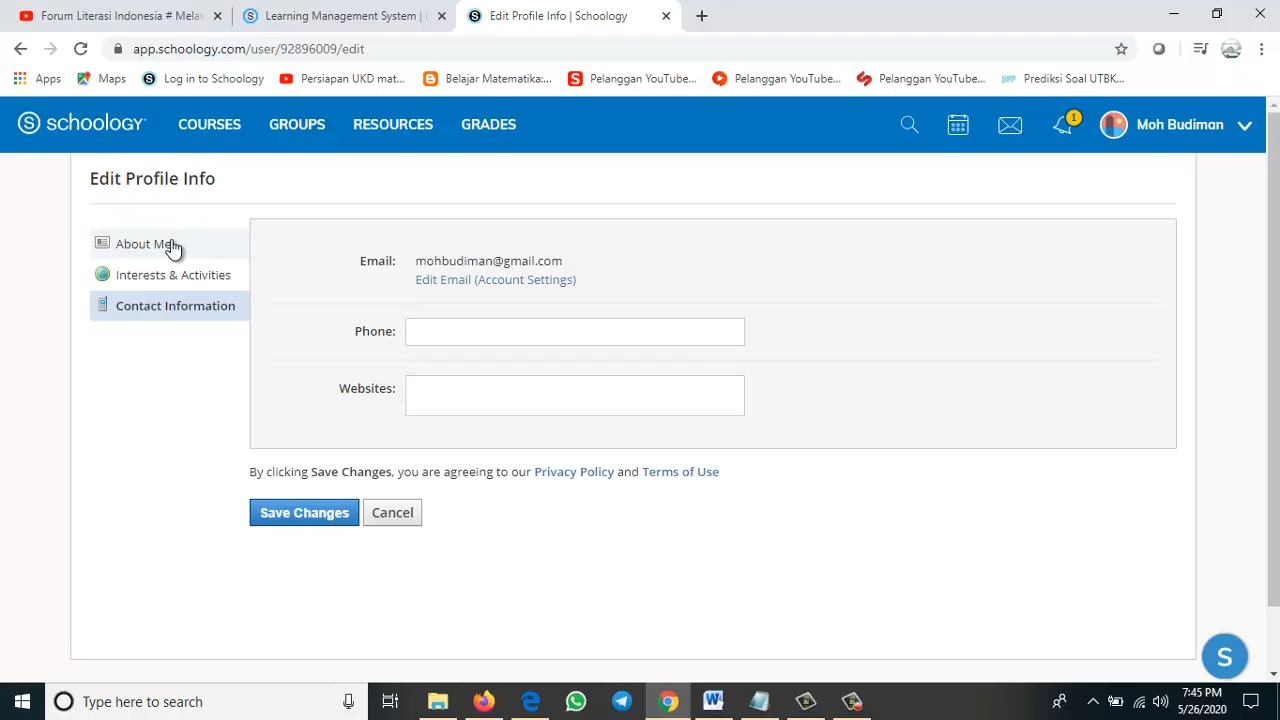 Forum Literasi Indonesia # Mela
Learning Management System |
Edit Profile Info | Schoology
app.schoology.com/user/92896009/edit
Apps
Maps
Log in to Schoology
Persiapan UKD mat...
Belajar Matematika:...
Pelanggan YouTube...
Pelanggan YouTube...
Pelanggan YouTube...
Prediksi Soal UTBK...
S schoology
COURSES
GROUPS
RESOURCES
GRADES
1
Moh Budiman
Edit Profile Info
About Me
Interests & Activities
Contact Information
Email: mohbudiman@gmail.com
Edit Email (Account Settings)
Phone:
Websites:
By clicking Save Changes, you are agreeing to our Privacy Policy and Terms of Use
Save Changes
Cancel
S
Type here to search
7:45 PM
5/26/2020